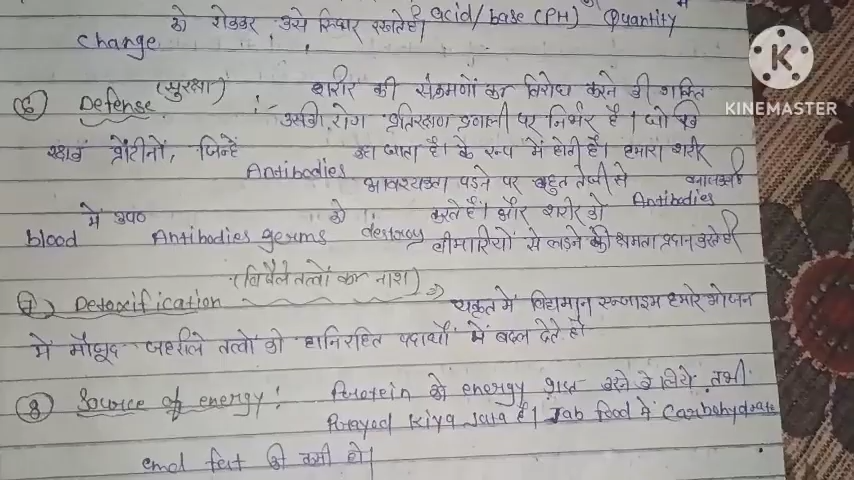 को रोककर उसे स्थिर रखते है। acid/base (PH) Quantity
change
⑥ Defense (सुरक्षा) :- शरीर की संक्रमणों का विरोध करने की शक्ति
उसकी रोग प्रतिरक्षण प्रणाली पर निर्भर है। जो
प्रोटीनों, जिन्हें Antibodies कहा जाता है। के रूप में होती है। हमारा शरीर
आवश्यकता पड़ने पर बहुत तेजी से Antibodies
blood में उप० Antibodies germs को destroy करते है। और शरीर को
बीमारियों से लड़ने की क्षमता प्रदान करते है
(विषैले तत्वों का नाश)
⑦ Detoxification ⇒ यकृत में विद्यमान एन्जाइम हमारे भोजन
में मौजूद जहरीले तत्वों को हानिरहित पदार्थों में बदल देते है
⑧ Source of energy: Protein को energy प्राप्त करने के लिये तभी
Prayod kiya Jata है। Jab food में Carbohydrate
and fat की कमी हो।
K
KINEMASTER